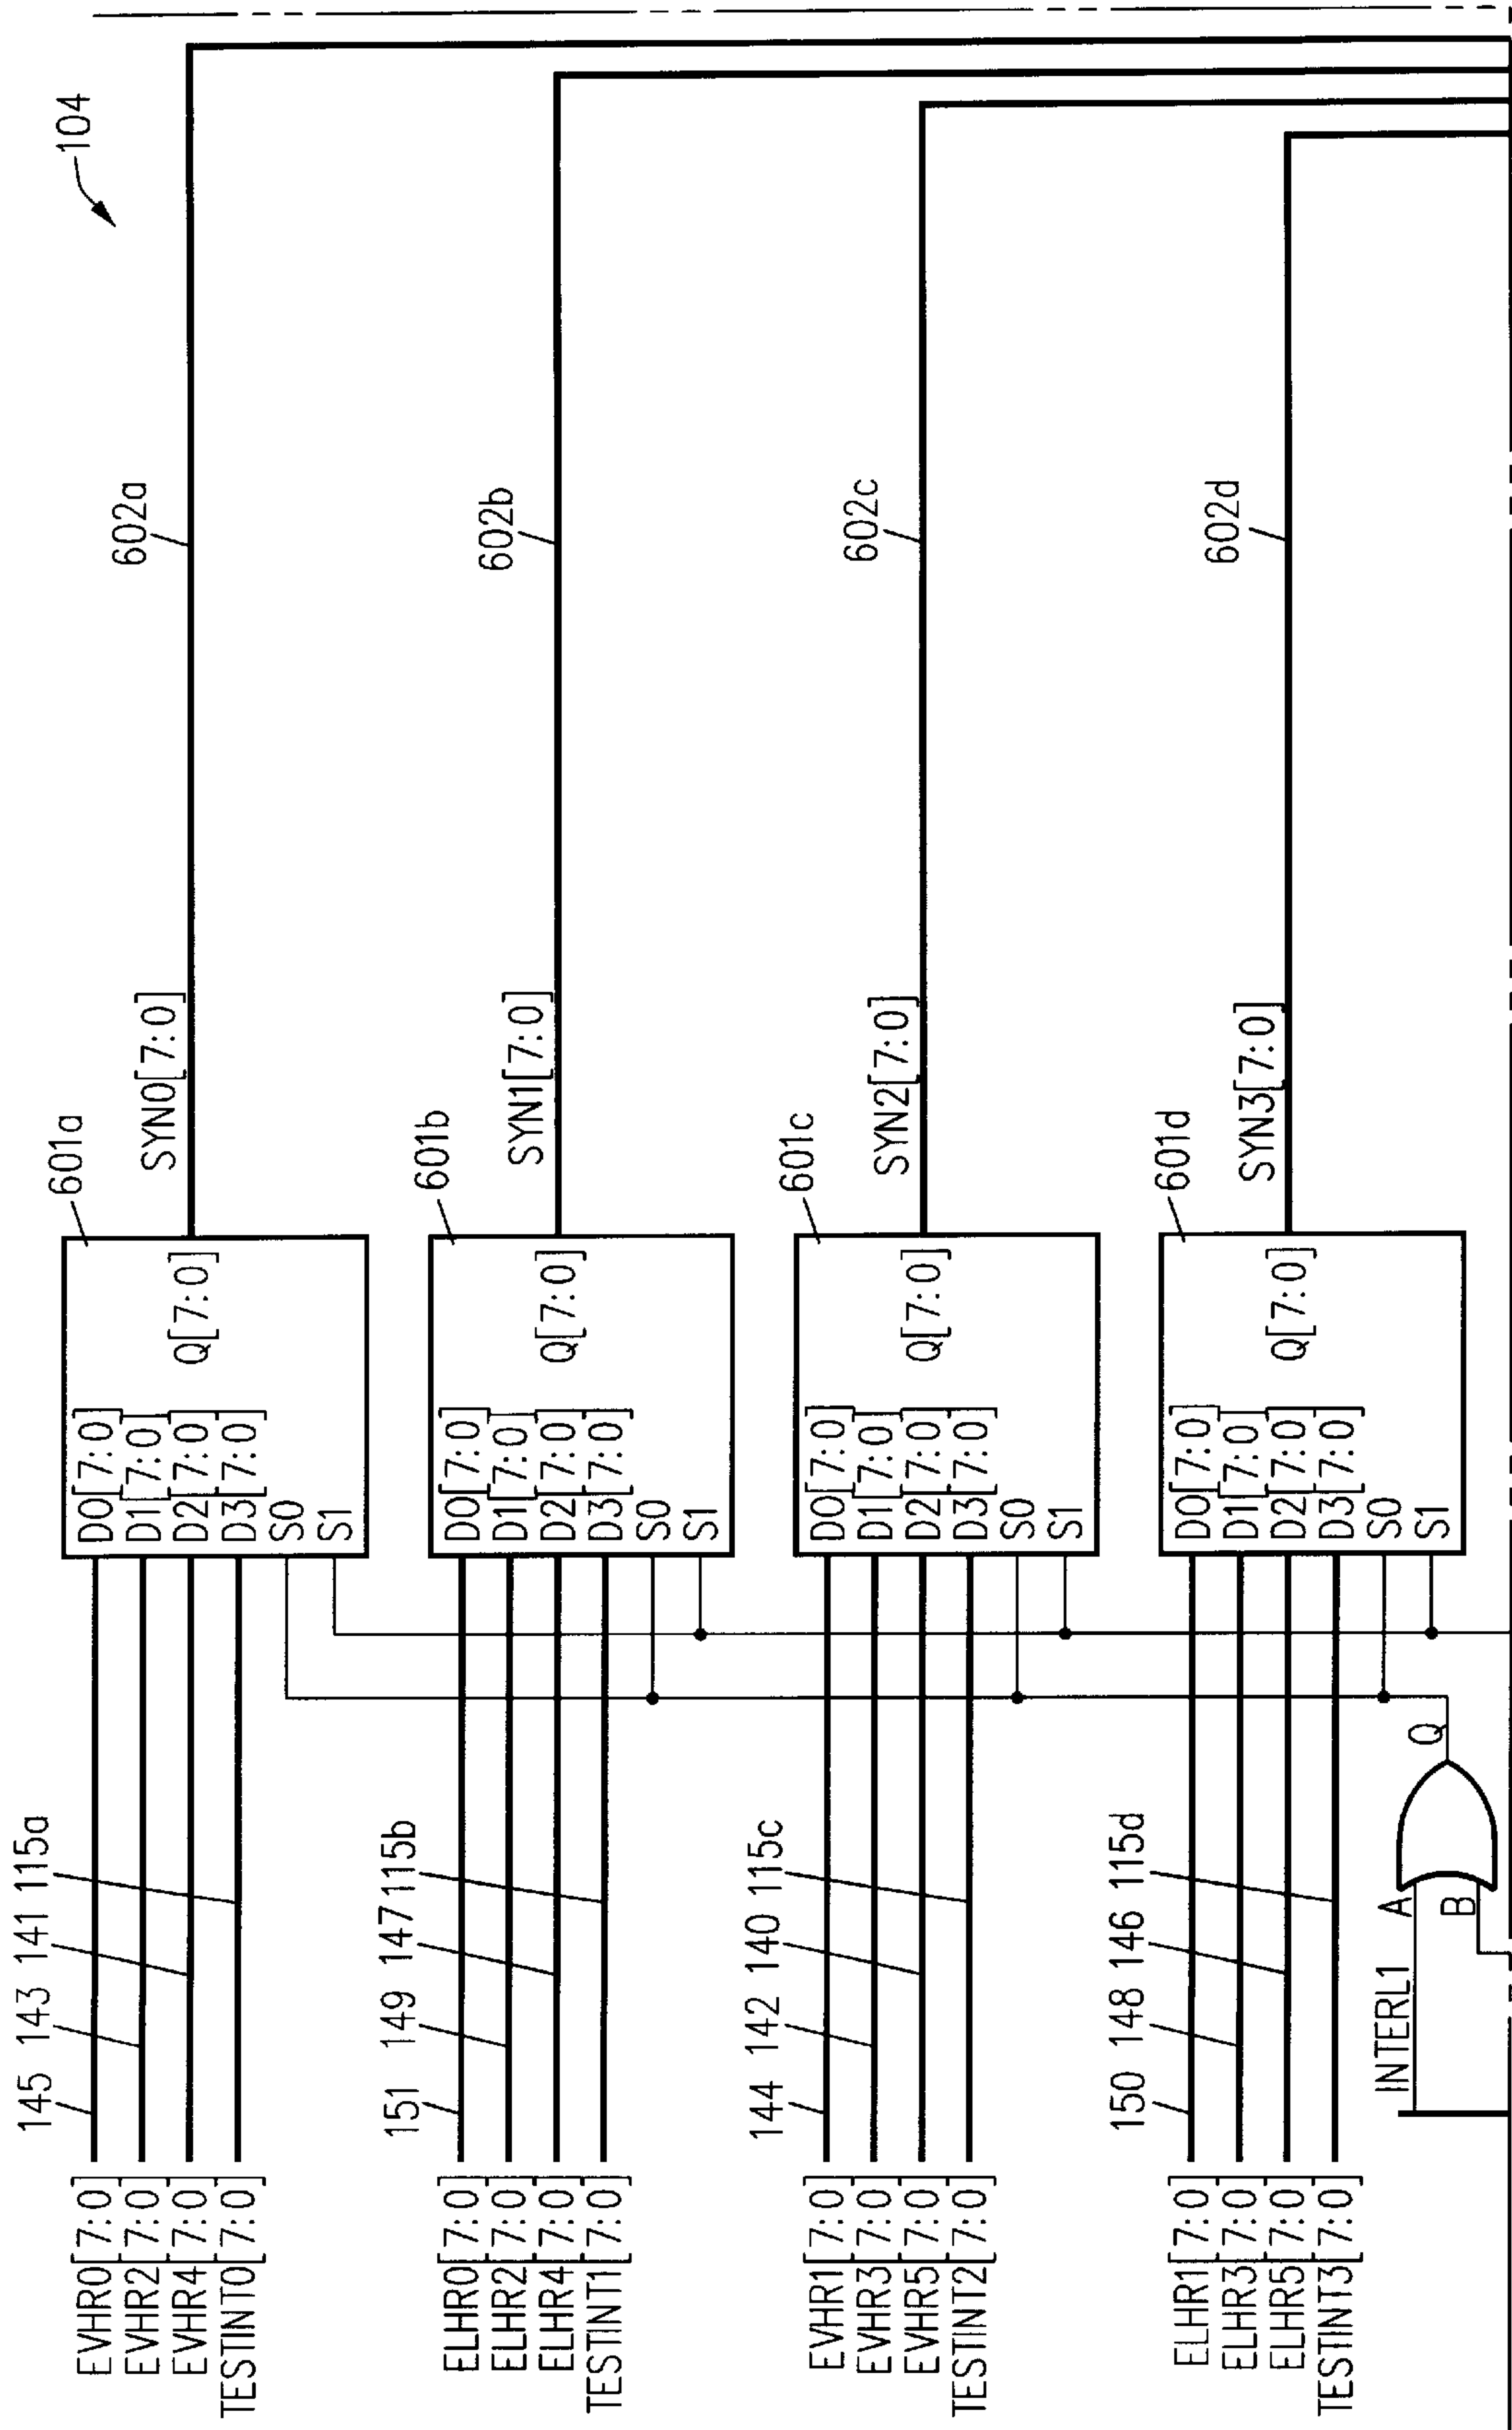 104
145 143 141 115a
EVHR0[7:0]
EVHR2[7:0]
EVHR4[7:0]
TESTINT0[7:0]
D0[7:0]
D1[7:0]
D2[7:0]
D3[7:0]
S0
S1
Q[7:0]
601a
SYN0[7:0]
602a
151 149 147 115b
ELHR0[7:0]
ELHR2[7:0]
ELHR4[7:0]
TESTINT1[7:0]
D0[7:0]
D1[7:0]
D2[7:0]
D3[7:0]
S0
S1
Q[7:0]
601b
SYN1[7:0]
602b
144 142 140 115c
EVHR1[7:0]
EVHR3[7:0]
EVHR5[7:0]
TESTINT2[7:0]
D0[7:0]
D1[7:0]
D2[7:0]
D3[7:0]
S0
S1
Q[7:0]
601c
SYN2[7:0]
602c
150 148 146 115d
ELHR1[7:0]
ELHR3[7:0]
ELHR5[7:0]
TESTINT3[7:0]
D0[7:0]
D1[7:0]
D2[7:0]
D3[7:0]
S0
S1
Q[7:0]
601d
SYN3[7:0]
602d
INTERL1
A
B
Q